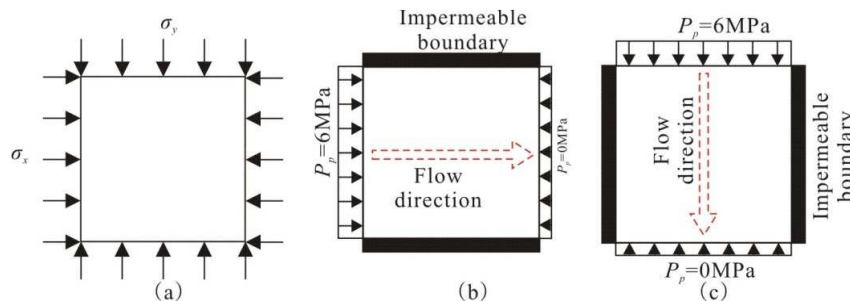 σy
σx
(a)
Impermeable
boundary
Pp=6MPa
Pp=0MPa
Flow
direction
(b)
Pp=6MPa
Flow
direction
Impermeable
boundary
Pp=0MPa
(c)